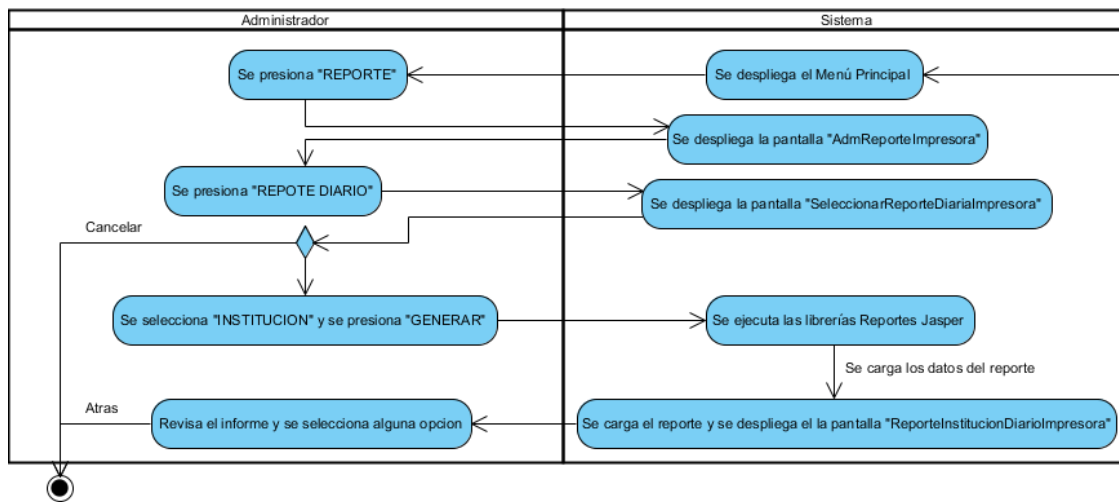 Administrador
Sistema
Se presiona "REPORTE"
Se despliega el Menú Principal
Se despliega la pantalla "AdmReporteImpresora"
Se presiona "REPOTE DIARIO"
Se despliega la pantalla "SeleccionarReporteDiariaImpresora"
Cancelar
Se selecciona "INSTITUCION" y se presiona "GENERAR"
Se ejecuta las librerías Reportes Jasper
Se carga los datos del reporte
Atras
Revisa el informe y se selecciona alguna opcion
Se carga el reporte y se despliega el la pantalla "ReporteInstitucionDiarioImpresora"